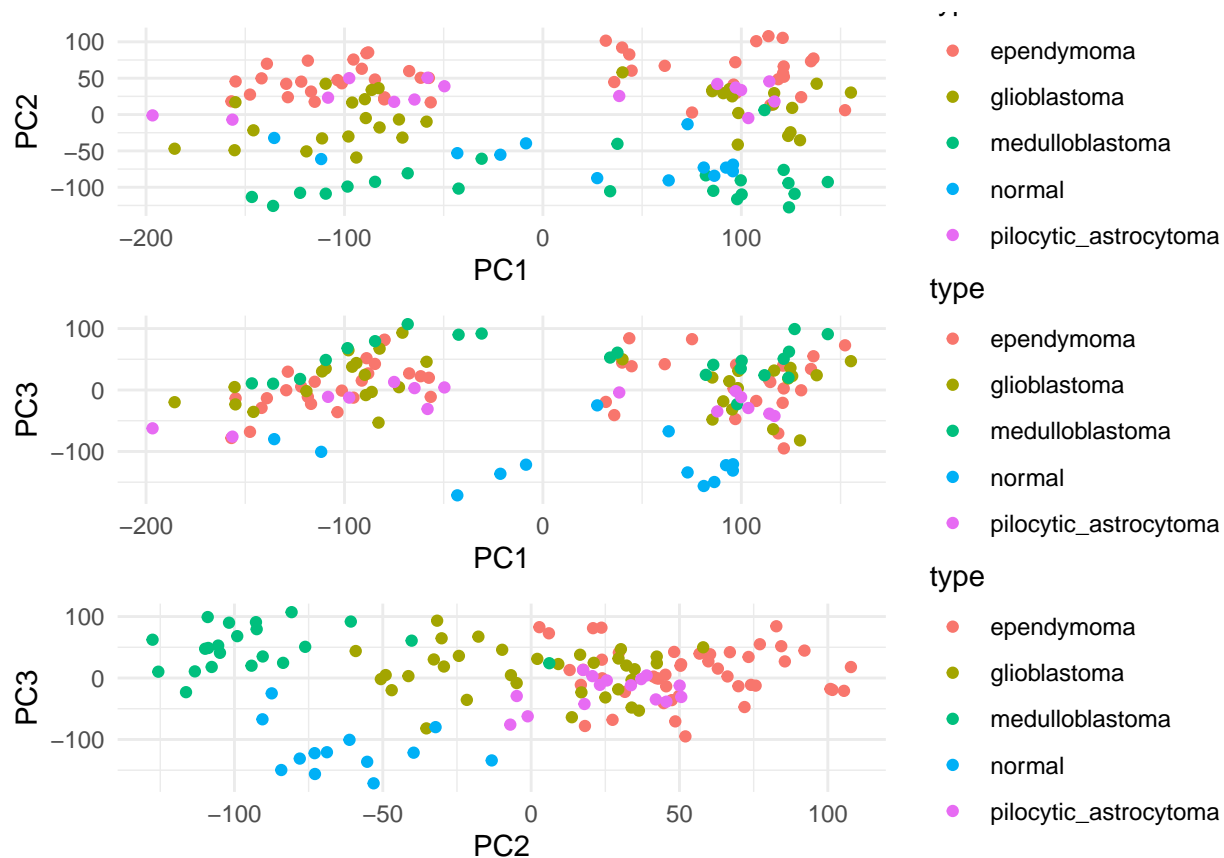 ependymoma
glioblastoma
medulloblastoma
normal
pilocytic_astrocytoma
PC2
100
50
0
−50
−100
−200
−100
0
100
PC1
type
ependymoma
glioblastoma
medulloblastoma
normal
pilocytic_astrocytoma
PC3
100
0
−100
−200
−100
0
100
PC1
type
ependymoma
glioblastoma
medulloblastoma
normal
pilocytic_astrocytoma
PC3
100
0
−100
−100
−50
0
50
100
PC2